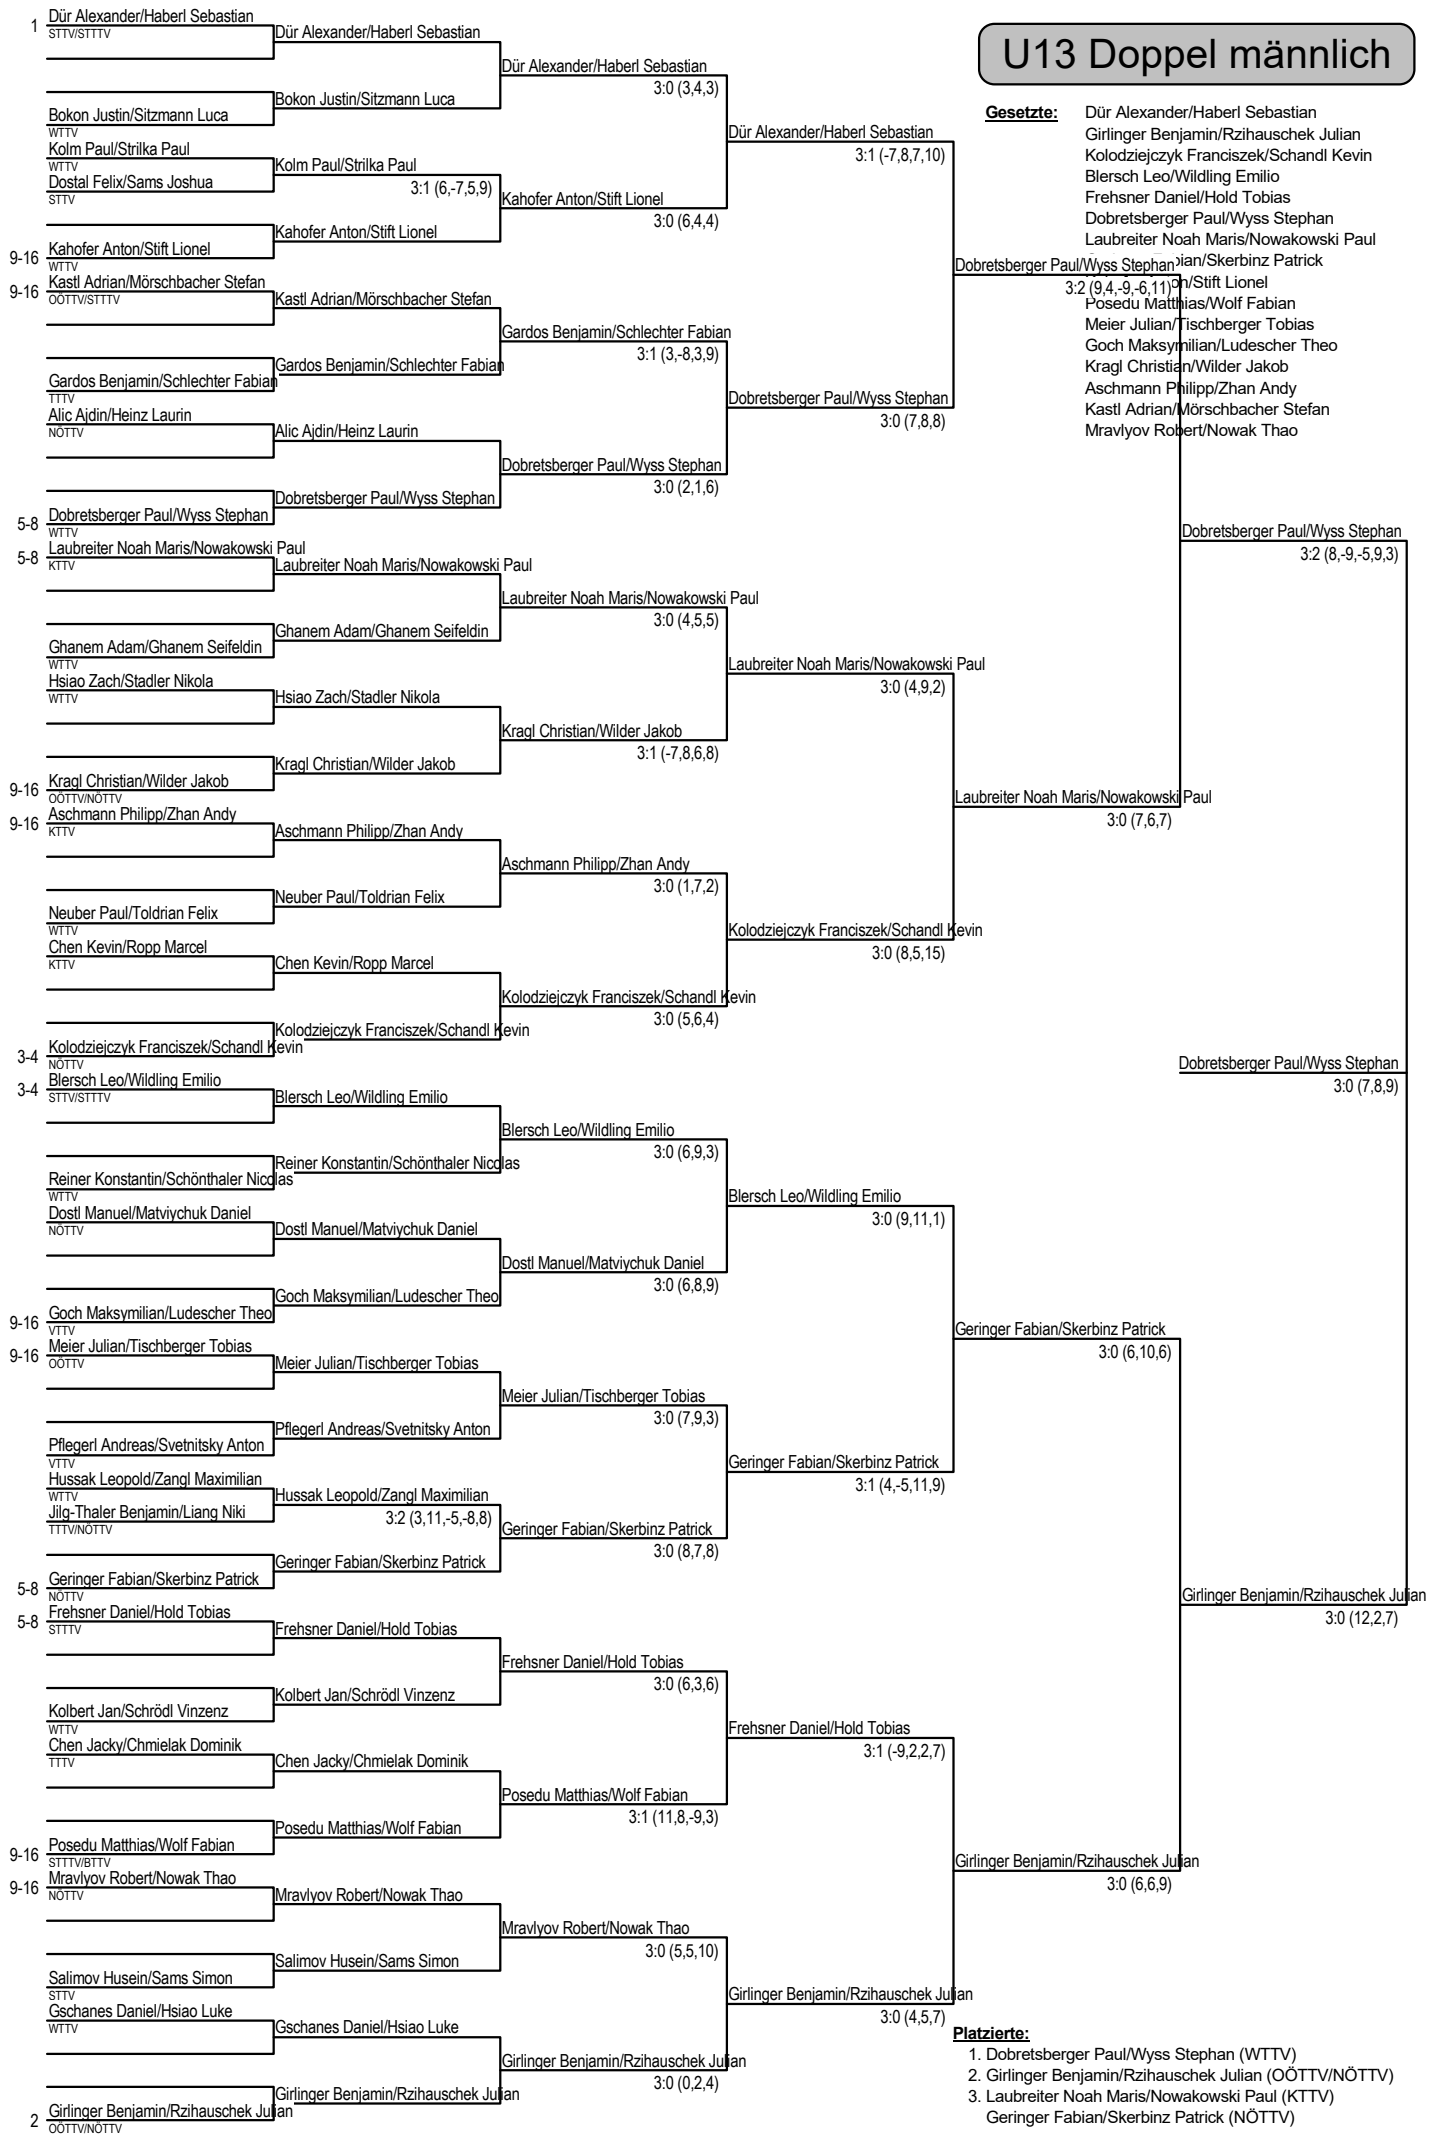 U13 Doppel männlich
Gesetzte:
Dür Alexander/Haberl Sebastian
Girlinger Benjamin/Rzihauschek Julian
Kolodziejczyk Franciszek/Schandl Kevin
Blersch Leo/Wildling Emilio
Frehsner Daniel/Hold Tobias
Dobretsberger Paul/Wyss Stephan
Laubreiter Noah Maris/Nowakowski Paul
bian/Skerbinz Patrick
on/Stift Lionel
Posedu Matthias/Wolf Fabian
Meier Julian/Tischberger Tobias
Goch Maksymilian/Ludescher Theo
Kragl Christian/Wilder Jakob
Aschmann Philipp/Zhan Andy
Kastl Adrian/Mörschbacher Stefan
Mravlyov Robert/Nowak Thao
1 Dür Alexander/Haberl Sebastian
STTV/STTTV
Bokon Justin/Sitzmann Luca
WTTV
Kolm Paul/Strilka Paul
WTTV
Dostal Felix/Sams Joshua
STTV
9-16 Kahofer Anton/Stift Lionel
WTTV
9-16 Kastl Adrian/Mörschbacher Stefan
OÖTTV/STTTV
Gardos Benjamin/Schlechter Fabian
TTTV
Alic Ajdin/Heinz Laurin
NÖTTV
5-8 Dobretsberger Paul/Wyss Stephan
WTTV
5-8 Laubreiter Noah Maris/Nowakowski Paul
KTTV
Ghanem Adam/Ghanem Seifeldin
WTTV
Hsiao Zach/Stadler Nikola
WTTV
9-16 Kragl Christian/Wilder Jakob
OÖTTV/NÖTTV
9-16 Aschmann Philipp/Zhan Andy
KTTV
Neuber Paul/Toldrian Felix
WTTV
Chen Kevin/Ropp Marcel
KTTV
3-4 Kolodziejczyk Franciszek/Schandl Kevin
NÖTTV
3-4 Blersch Leo/Wildling Emilio
STTV/STTTV
Reiner Konstantin/Schönthaler Nicolas
WTTV
Dostl Manuel/Matviychuk Daniel
NÖTTV
9-16 Goch Maksymilian/Ludescher Theo
VTTV
9-16 Meier Julian/Tischberger Tobias
OÖTTV
Pflegerl Andreas/Svetnitsky Anton
VTTV
Hussak Leopold/Zangl Maximilian
WTTV
Jilg-Thaler Benjamin/Liang Niki
TTTV/NÖTTV
5-8 Geringer Fabian/Skerbinz Patrick
NÖTTV
5-8 Frehsner Daniel/Hold Tobias
STTTV
Kolbert Jan/Schrödl Vinzenz
WTTV
Chen Jacky/Chmielak Dominik
TTTV
9-16 Posedu Matthias/Wolf Fabian
STTTV/BTTV
9-16 Mravlyov Robert/Nowak Thao
NÖTTV
Salimov Husein/Sams Simon
STTV
Gschanes Daniel/Hsiao Luke
WTTV
2 Girlinger Benjamin/Rzihauschek Julian
OÖTTV/NÖTTV
Dür Alexander/Haberl Sebastian
Bokon Justin/Sitzmann Luca
Kolm Paul/Strilka Paul
3:1 (6,-7,5,9)
Kahofer Anton/Stift Lionel
Kastl Adrian/Mörschbacher Stefan
Gardos Benjamin/Schlechter Fabian
Alic Ajdin/Heinz Laurin
Dobretsberger Paul/Wyss Stephan
Laubreiter Noah Maris/Nowakowski Paul
Ghanem Adam/Ghanem Seifeldin
Hsiao Zach/Stadler Nikola
Kragl Christian/Wilder Jakob
Aschmann Philipp/Zhan Andy
Neuber Paul/Toldrian Felix
Chen Kevin/Ropp Marcel
Kolodziejczyk Franciszek/Schandl Kevin
Blersch Leo/Wildling Emilio
Reiner Konstantin/Schönthaler Nicolas
Dostl Manuel/Matviychuk Daniel
Goch Maksymilian/Ludescher Theo
Meier Julian/Tischberger Tobias
Pflegerl Andreas/Svetnitsky Anton
Hussak Leopold/Zangl Maximilian
3:2 (3,11,-5,-8,8)
Geringer Fabian/Skerbinz Patrick
Frehsner Daniel/Hold Tobias
Kolbert Jan/Schrödl Vinzenz
Chen Jacky/Chmielak Dominik
Posedu Matthias/Wolf Fabian
Mravlyov Robert/Nowak Thao
Salimov Husein/Sams Simon
Gschanes Daniel/Hsiao Luke
Girlinger Benjamin/Rzihauschek Julian
Dür Alexander/Haberl Sebastian
3:0 (3,4,3)
Kahofer Anton/Stift Lionel
3:0 (6,4,4)
Gardos Benjamin/Schlechter Fabian
3:1 (3,-8,3,9)
Dobretsberger Paul/Wyss Stephan
3:0 (2,1,6)
Laubreiter Noah Maris/Nowakowski Paul
3:0 (4,5,5)
Kragl Christian/Wilder Jakob
3:1 (-7,8,6,8)
Aschmann Philipp/Zhan Andy
3:0 (1,7,2)
Kolodziejczyk Franciszek/Schandl Kevin
3:0 (5,6,4)
Blersch Leo/Wildling Emilio
3:0 (6,9,3)
Dostl Manuel/Matviychuk Daniel
3:0 (6,8,9)
Meier Julian/Tischberger Tobias
3:0 (7,9,3)
Geringer Fabian/Skerbinz Patrick
3:0 (8,7,8)
Frehsner Daniel/Hold Tobias
3:0 (6,3,6)
Posedu Matthias/Wolf Fabian
3:1 (11,8,-9,3)
Mravlyov Robert/Nowak Thao
3:0 (5,5,10)
Girlinger Benjamin/Rzihauschek Julian
3:0 (0,2,4)
Dür Alexander/Haberl Sebastian
3:1 (-7,8,7,10)
Dobretsberger Paul/Wyss Stephan
3:0 (7,8,8)
Laubreiter Noah Maris/Nowakowski Paul
3:0 (4,9,2)
Kolodziejczyk Franciszek/Schandl Kevin
3:0 (8,5,15)
Blersch Leo/Wildling Emilio
3:0 (9,11,1)
Geringer Fabian/Skerbinz Patrick
3:1 (4,-5,11,9)
Frehsner Daniel/Hold Tobias
3:1 (-9,2,2,7)
Girlinger Benjamin/Rzihauschek Julian
3:0 (4,5,7)
Dobretsberger Paul/Wyss Stephan
3:2 (9,4,-9,-6,11)
Laubreiter Noah Maris/Nowakowski Paul
3:0 (7,6,7)
Geringer Fabian/Skerbinz Patrick
3:0 (6,10,6)
Girlinger Benjamin/Rzihauschek Julian
3:0 (6,6,9)
Dobretsberger Paul/Wyss Stephan
3:2 (8,-9,-5,9,3)
Girlinger Benjamin/Rzihauschek Julian
3:0 (12,2,7)
Dobretsberger Paul/Wyss Stephan
3:0 (7,8,9)
Platzierte:
1. Dobretsberger Paul/Wyss Stephan (WTTV)
2. Girlinger Benjamin/Rzihauschek Julian (OÖTTV/NÖTTV)
3. Laubreiter Noah Maris/Nowakowski Paul (KTTV)
Geringer Fabian/Skerbinz Patrick (NÖTTV)